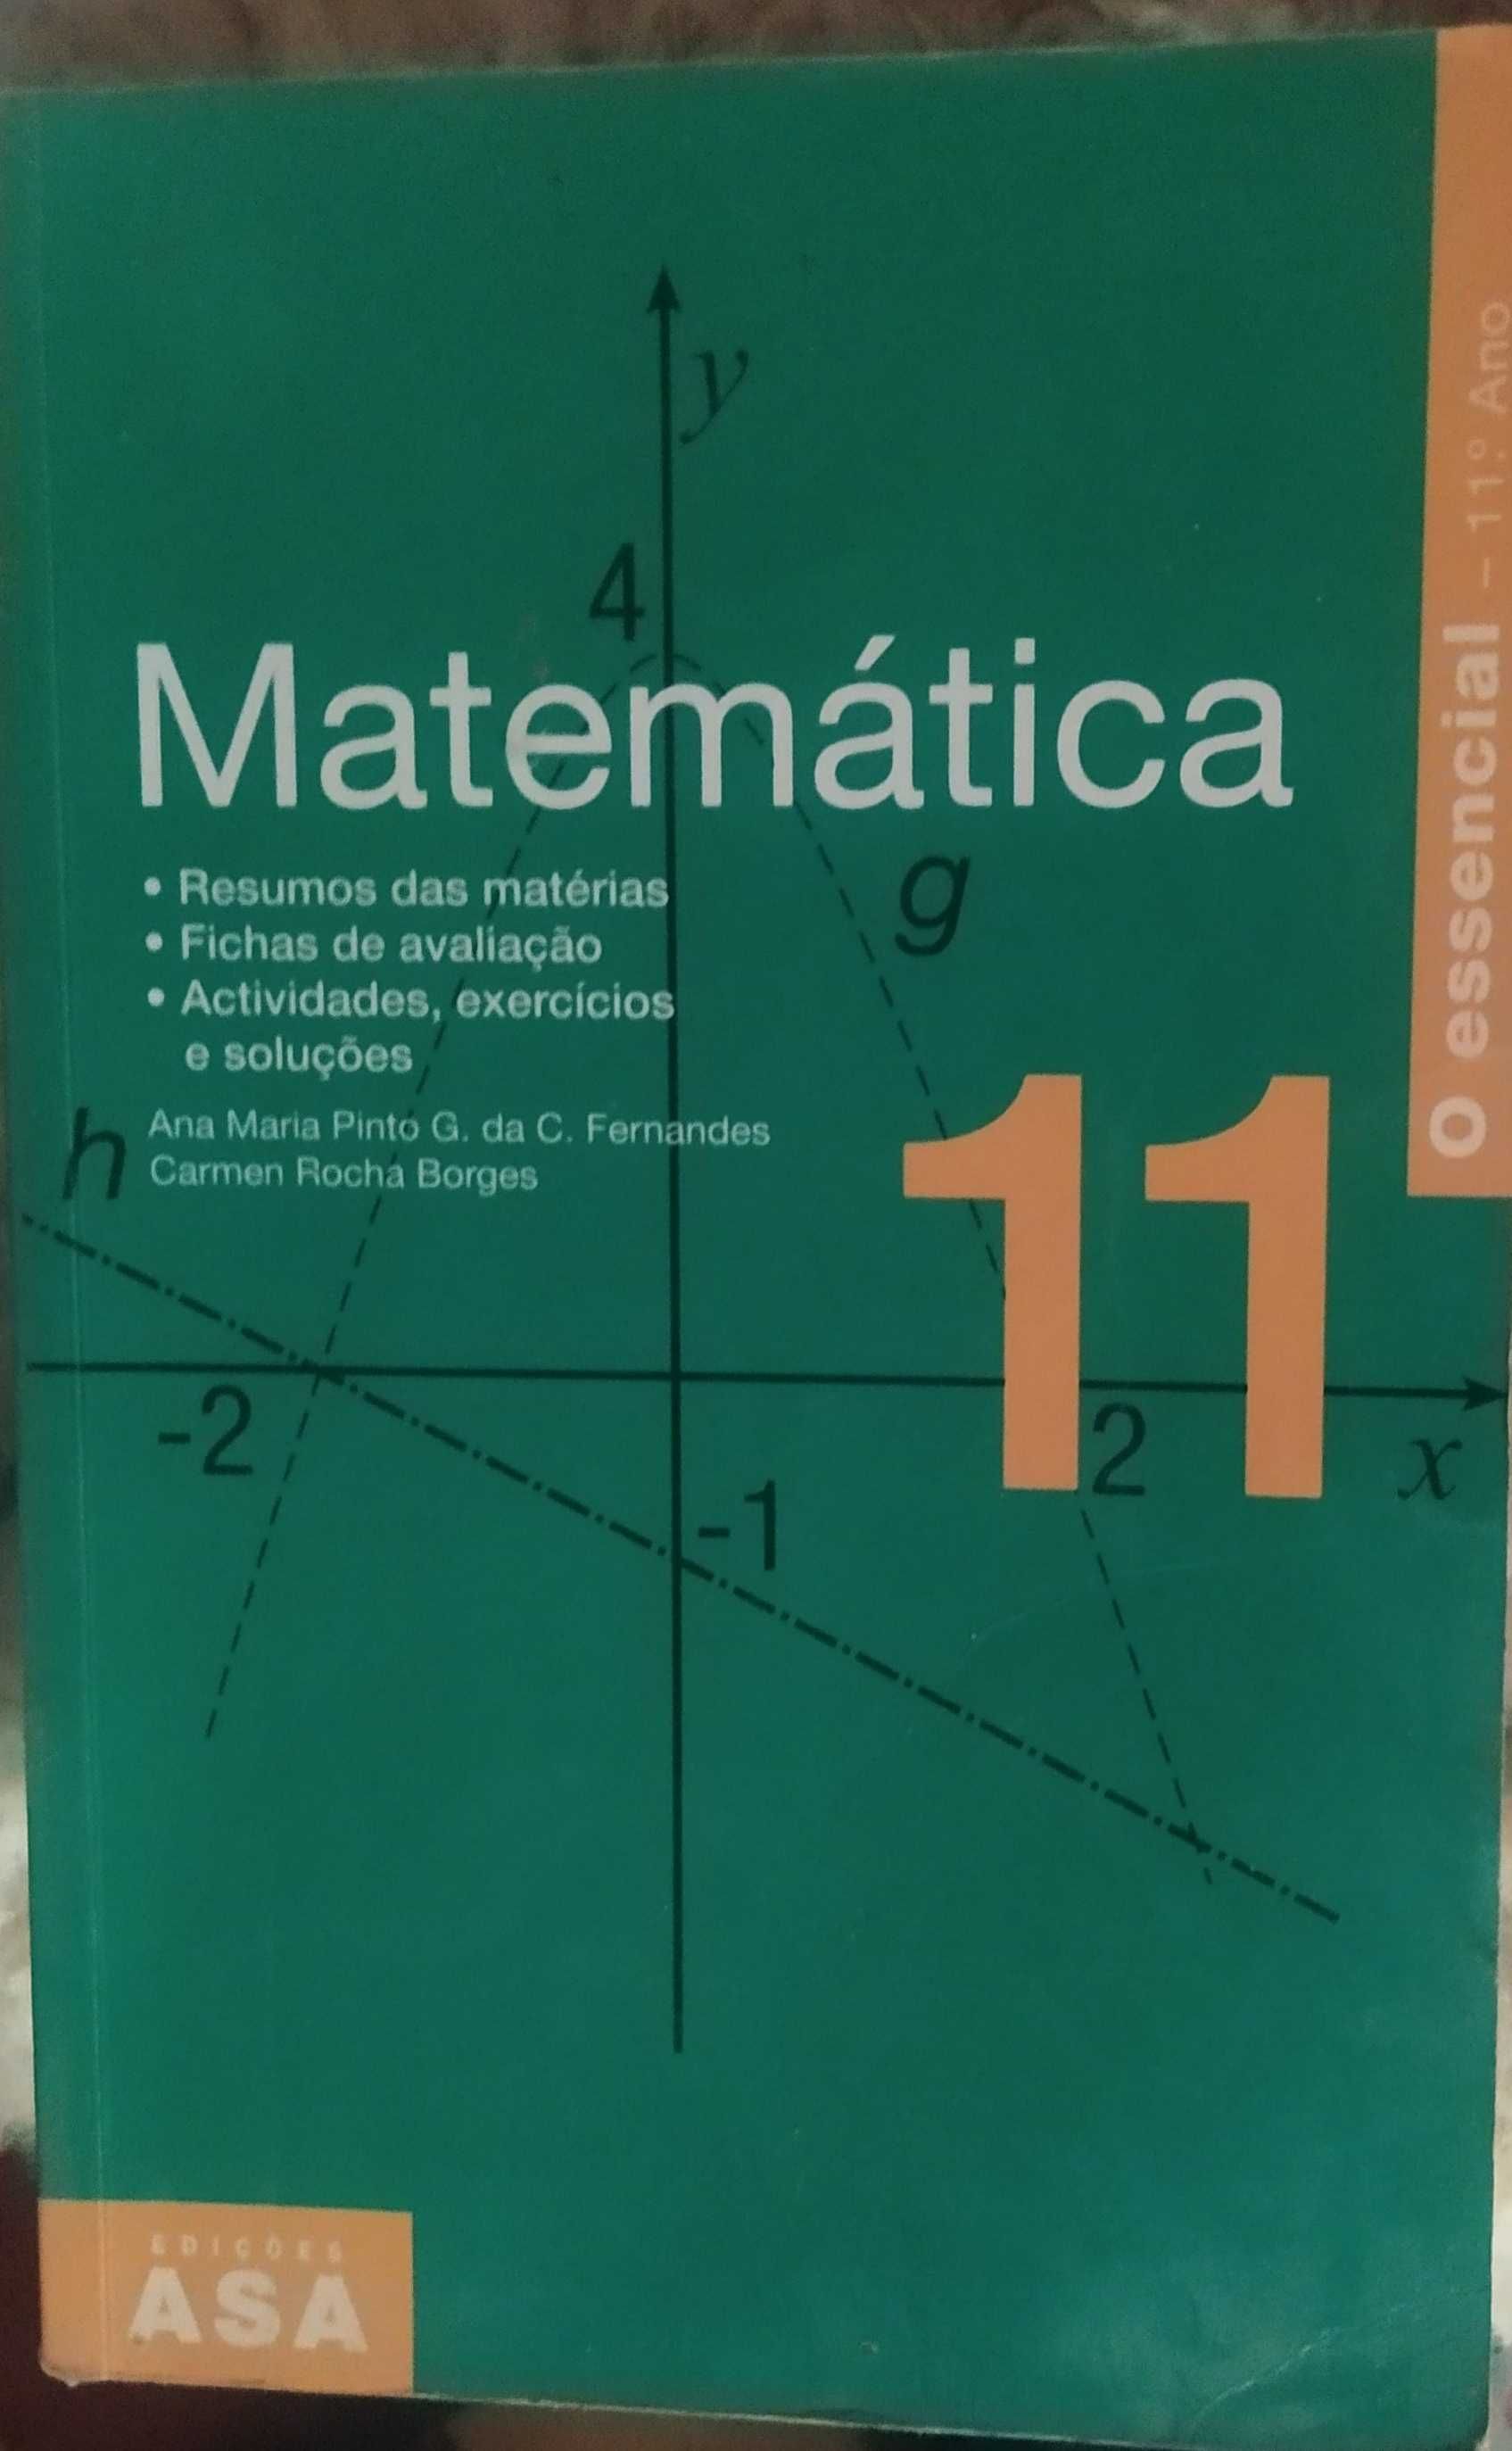 y
4
Matemática
g
• Resumos das matérias
• Fichas de avaliação
• Actividades, exercícios
e soluções
h
Ana Maria Pinto G. da C. Fernandes
Carmen Rocha Borges
11
-2
2
x
-1
O essencial – 11.º Ano
EDIÇÕES
ASA